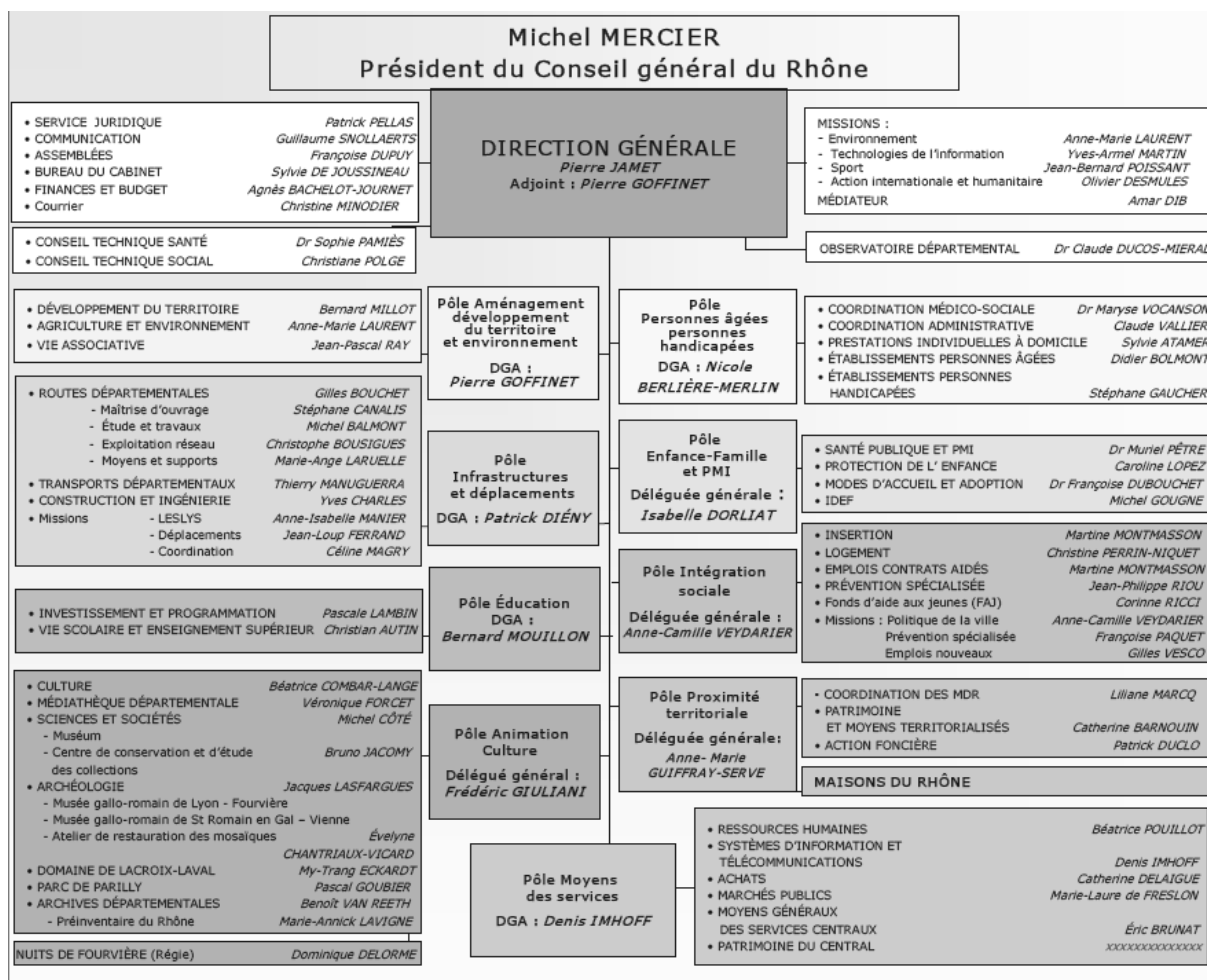 Michel MERCIER
Président du Conseil général du Rhône
• SERVICE JURIDIQUE Patrick PELLAS
• COMMUNICATION Guillaume SNOLLAERTS
• ASSEMBLÉES Françoise DUPUY
• BUREAU DU CABINET Sylvie DE JOUSSINEAU
• FINANCES ET BUDGET Agnès BACHELOT-JOURNET
• Courrier Christine MINODIER
DIRECTION GÉNÉRALE
Pierre JAMET
Adjoint : Pierre GOFFINET
MISSIONS :
- Environnement Anne-Marie LAURENT
- Technologies de l'information Yves-Armel MARTIN
- Sport Jean-Bernard POISSANT
- Action internationale et humanitaire Olivier DESMULES
MÉDIATEUR Amar DIB
• CONSEIL TECHNIQUE SANTÉ Dr Sophie PAMIÈS
• CONSEIL TECHNIQUE SOCIAL Christiane POLGE
OBSERVATOIRE DÉPARTEMENTAL Dr Claude DUCOS-MIERAL
• DÉVELOPPEMENT DU TERRITOIRE Bernard MILLOT
• AGRICULTURE ET ENVIRONNEMENT Anne-Marie LAURENT
• VIE ASSOCIATIVE Jean-Pascal RAY
Pôle Aménagement
développement
du territoire
et environnement
DGA :
Pierre GOFFINET
Pôle
Personnes âgées
personnes
handicapées
DGA : Nicole
BERLIÈRE-MERLIN
• COORDINATION MÉDICO-SOCIALE Dr Maryse VOCANSON
• COORDINATION ADMINISTRATIVE Claude VALLIER
• PRESTATIONS INDIVIDUELLES À DOMICILE Sylvie ATAMER
• ÉTABLISSEMENTS PERSONNES ÂGÉES Didier BOLMONT
• ÉTABLISSEMENTS PERSONNES
HANDICAPÉES Stéphane GAUCHER
• ROUTES DÉPARTEMENTALES Gilles BOUCHET
- Maîtrise d'ouvrage Stéphane CANALIS
- Étude et travaux Michel BALMONT
- Exploitation réseau Christophe BOUSIGUES
- Moyens et supports Marie-Ange LARUELLE
• TRANSPORTS DÉPARTEMENTAUX Thierry MANUGUERRA
• CONSTRUCTION ET INGÉNIERIE Yves CHARLES
• Missions - LESLYS Anne-Isabelle MANIER
- Déplacements Jean-Loup FERRAND
- Coordination Céline MAGRY
Pôle
Infrastructures
et déplacements
DGA : Patrick DIÉNY
Pôle
Enfance-Famille
et PMI
Déléguée générale :
Isabelle DORLIAT
• SANTÉ PUBLIQUE ET PMI Dr Muriel PÊTRE
• PROTECTION DE L' ENFANCE Caroline LOPEZ
• MODES D'ACCUEIL ET ADOPTION Dr Françoise DUBOUCHET
• IDEF Michel GOUGNE
• INVESTISSEMENT ET PROGRAMMATION Pascale LAMBIN
• VIE SCOLAIRE ET ENSEIGNEMENT SUPÉRIEUR Christian AUTIN
Pôle Éducation
DGA :
Bernard MOUILLON
Pôle Intégration
sociale
Déléguée générale :
Anne-Camille VEYDARIER
• INSERTION Martine MONTMASSON
• LOGEMENT Christine PERRIN-NIQUET
• EMPLOIS CONTRATS AIDÉS Martine MONTMASSON
• PRÉVENTION SPÉCIALISÉE Jean-Philippe RIOU
• Fonds d'aide aux jeunes (FAJ) Corinne RICCI
• Missions : Politique de la ville Anne-Camille VEYDARIER
Prévention spécialisée Françoise PAQUET
Emplois nouveaux Gilles VESCO
• CULTURE Béatrice COMBAR-LANGE
• MÉDIATHÈQUE DÉPARTEMENTALE Véronique FORCET
• SCIENCES ET SOCIÉTÉS Michel CÔTÉ
- Muséum
- Centre de conservation et d'étude Bruno JACOMY
des collections
• ARCHÉOLOGIE Jacques LASFARGUES
- Musée gallo-romain de Lyon - Fourvière
- Musée gallo-romain de St Romain en Gal – Vienne
- Atelier de restauration des mosaïques Évelyne
CHANTRIAUX-VICARD
• DOMAINE DE LACROIX-LAVAL My-Trang ECKARDT
• PARC DE PARILLY Pascal GOUBIER
• ARCHIVES DÉPARTEMENTALES Benoît VAN REETH
- Préinventaire du Rhône Marie-Annick LAVIGNE
NUITS DE FOURVIÈRE (Régie) Dominique DELORME
Pôle Animation
Culture
Délégué général :
Frédéric GIULIANI
Pôle Proximité
territoriale
Déléguée générale:
Anne- Marie
GUIFFRAY-SERVE
- COORDINATION DES MDR Liliane MARCQ
• PATRIMOINE
ET MOYENS TERRITORIALISÉS Catherine BARNOUIN
• ACTION FONCIÈRE Patrick DUCLO
MAISONS DU RHÔNE
Pôle Moyens
des services
DGA : Denis IMHOFF
• RESSOURCES HUMAINES Béatrice POUILLOT
• SYSTÈMES D'INFORMATION ET
TÉLÉCOMMUNICATIONS Denis IMHOFF
• ACHATS Catherine DELAIGUE
• MARCHÉS PUBLICS Marie-Laure de FRESLON
• MOYENS GÉNÉRAUX
DES SERVICES CENTRAUX Éric BRUNAT
• PATRIMOINE DU CENTRAL xxxxxxxxxxxxxx